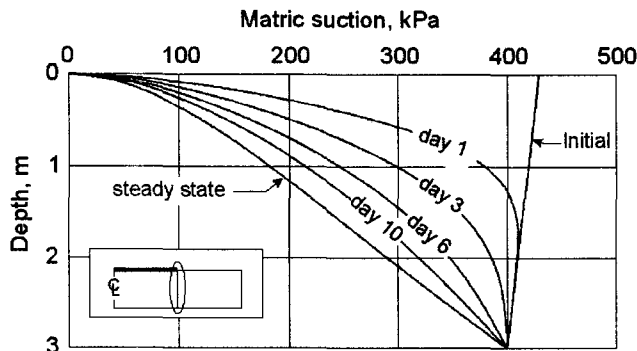 Matric suction, kPa
0 100 200 300 400 500
Depth, m
0
1
2
3
day 1
Initial
day 3
steady state
day 6
day 10
℄